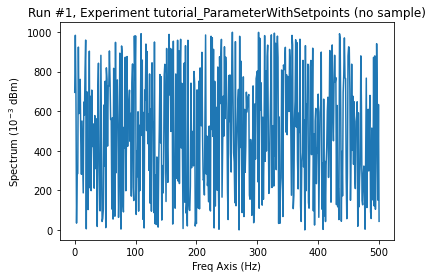 Run #1, Experiment tutorial_ParameterWithSetpoints (no sample)
1000
800
600
400
200
0
Spectrum (10⁻³ dBm)
0 100 200 300 400 500
Freq Axis (Hz)